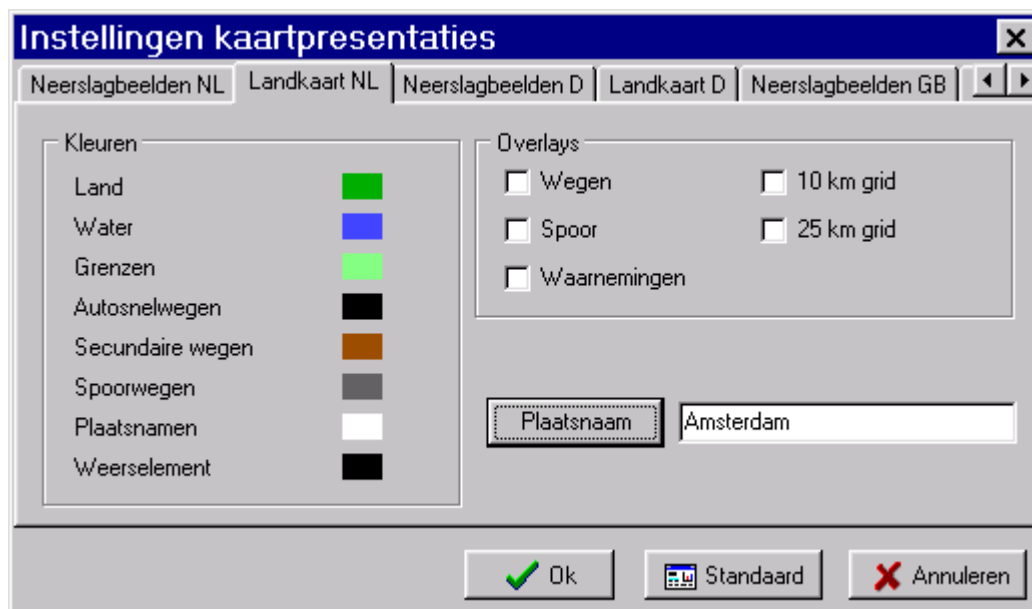 Instellingen kaartpresentaties
Neerslagbeelden NL
Landkaart NL
Neerslagbeelden D
Landkaart D
Neerslagbeelden GB
Kleuren
Land
Water
Grenzen
Autosnelwegen
Secundaire wegen
Spoorwegen
Plaatsnamen
Weerselement
Overlays
Wegen
10 km grid
Spoor
25 km grid
Waarnemingen
Plaatsnaam
Amsterdam
Ok
Standaard
Annuleren